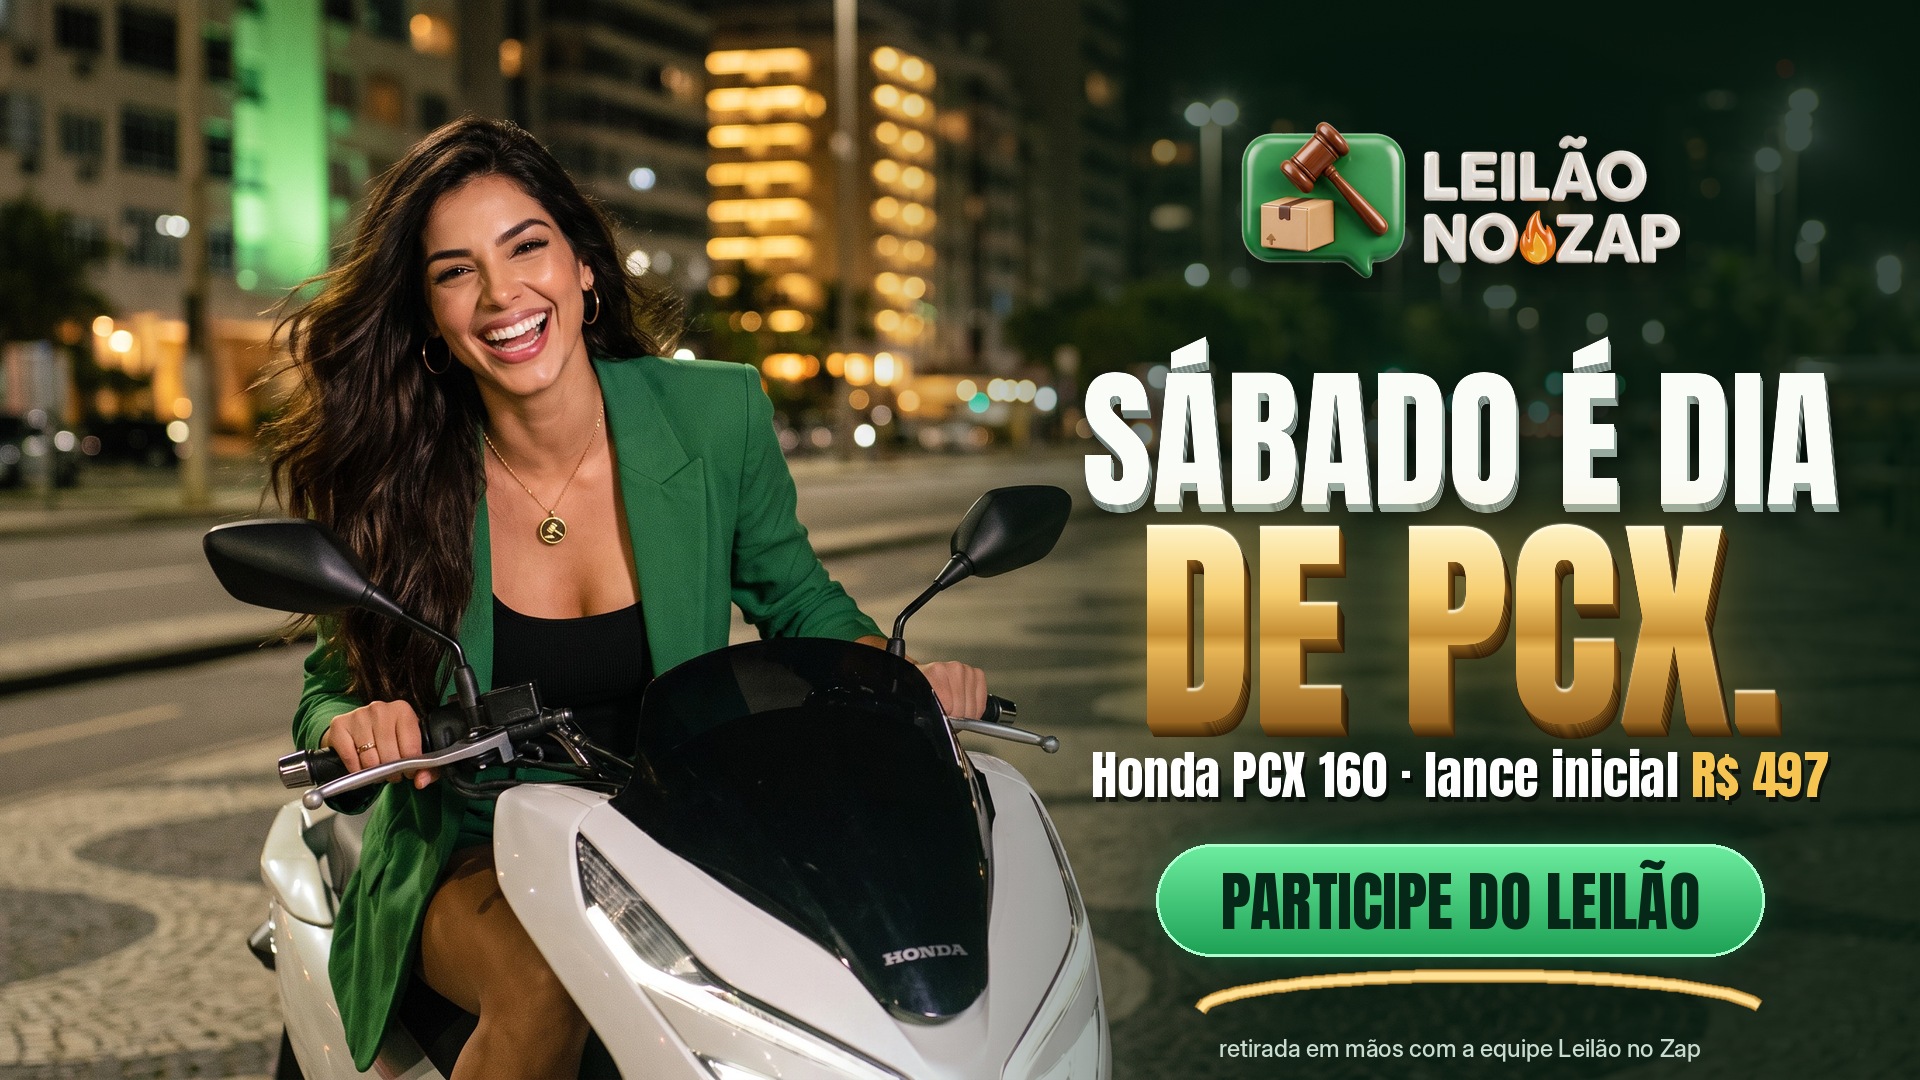 LEILÃO
NO ZAP
SÁBADO É DIA
DE PCX.
Honda PCX 160 · lance inicial R$ 497
PARTICIPE DO LEILÃO
HONDA
retirada em mãos com a equipe Leilão no Zap